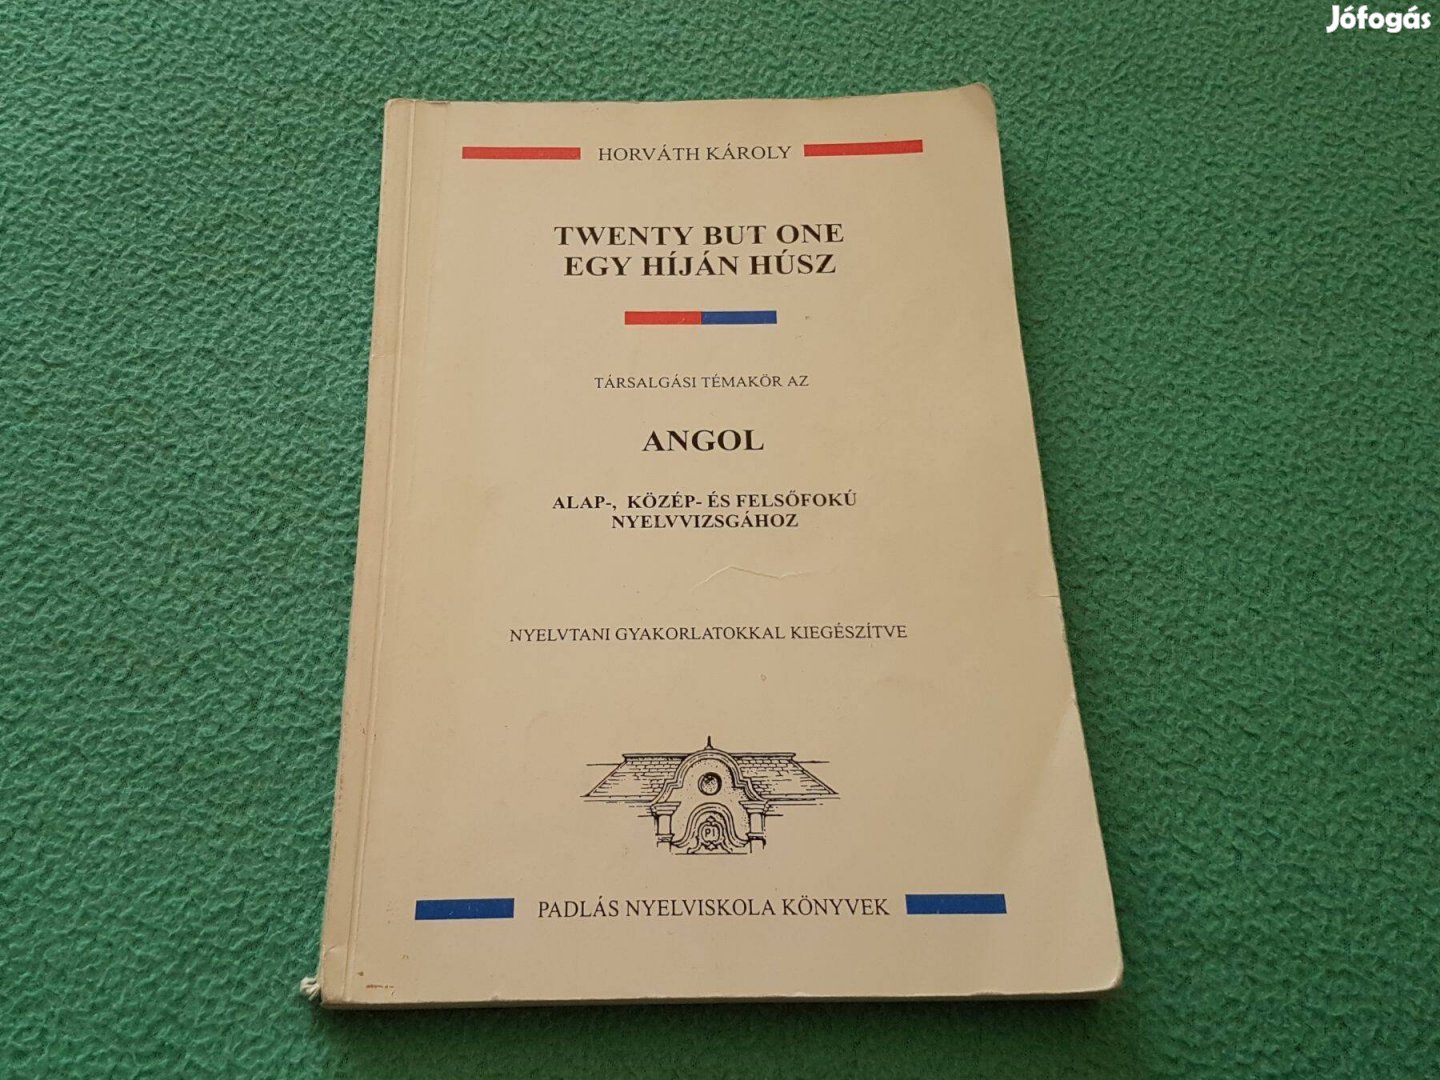 Jófogás
HORVÁTH KÁROLY
TWENTY BUT ONE
EGY HÍJÁN HÚSZ
TÁRSALGÁSI TÉMAKÖR AZ
ANGOL
ALAP-, KÖZÉP- ÉS FELSŐFOKÚ
NYELVVIZSGÁHOZ
NYELVTANI GYAKORLATOKKAL KIEGÉSZÍTVE
PI
PADLÁS NYELVISKOLA KÖNYVEK